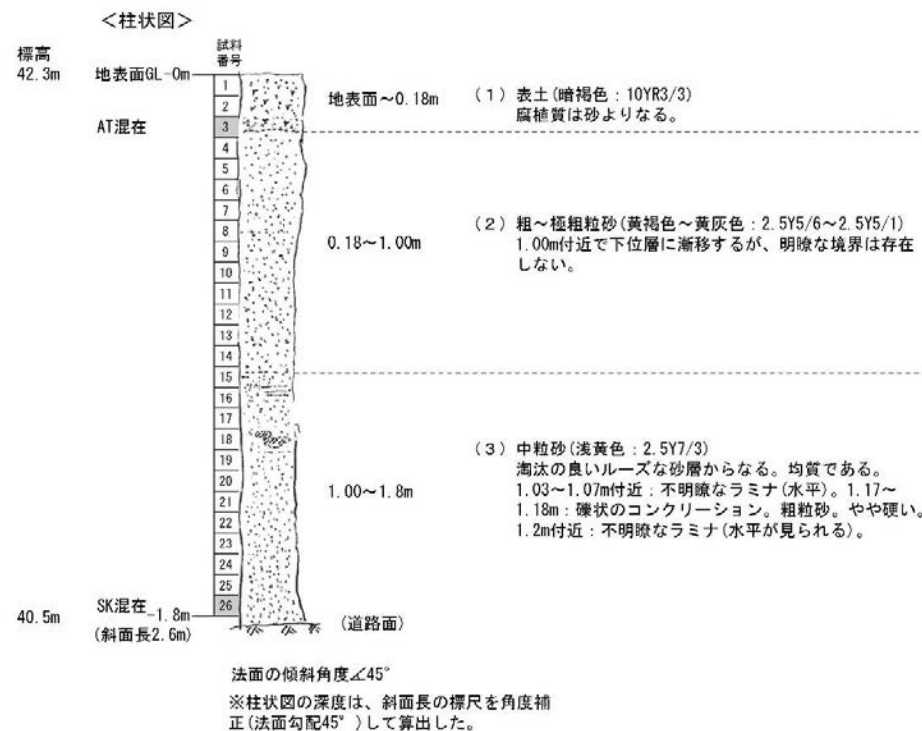 <柱状図>
標高
42.3m
地表面GL-0m
試料
番号
1
2
3
4
5
6
7
8
9
10
11
12
13
14
15
16
17
18
19
20
21
22
23
24
25
26
AT混在
地表面~0.18m
(1) 表土(暗褐色:10YR3/3)
腐植質は砂よりなる。
0.18~1.00m
(2) 粗~極粗粒砂(黄褐色~黄灰色:2.5Y5/6~2.5Y5/1)
1.00m付近で下位層に漸移するが、明瞭な境界は存在
しない。
1.00~1.8m
(3) 中粒砂(浅黄色:2.5Y7/3)
淘汰の良いルーズな砂層からなる。均質である。
1.03~1.07m付近:不明瞭なラミナ(水平)。1.17~
1.18m:礫状のコンクリーション。粗粒砂。やや硬い。
1.2m付近:不明瞭なラミナ(水平が見られる)。
40.5m
SK混在
-1.8m
(斜面長2.6m)
(道路面)
法面の傾斜角度∠45°
※柱状図の深度は、斜面長の標尺を角度補
正(法面勾配45°)して算出した。